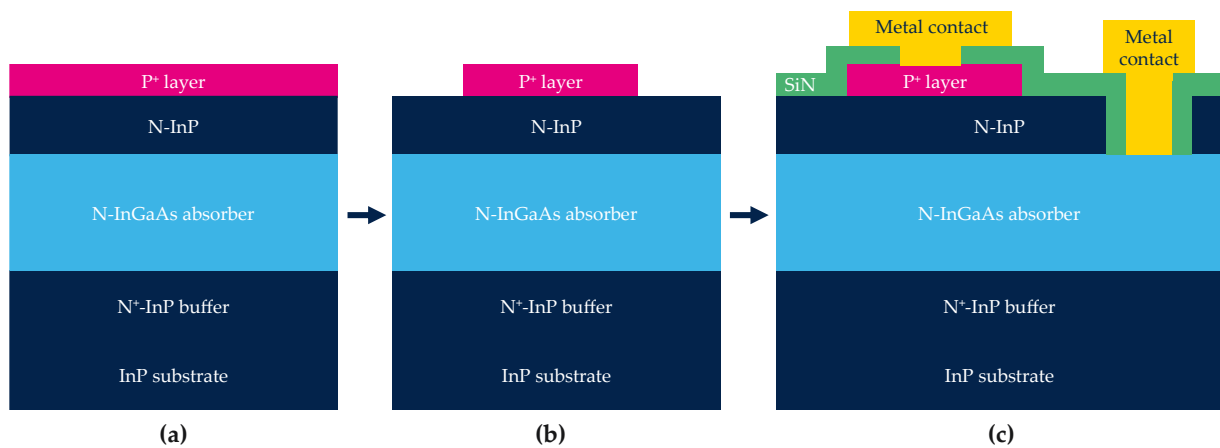 P⁺ layer
N-InP
N-InGaAs absorber
N⁺-InP buffer
InP substrate
(a)
P⁺ layer
N-InP
N-InGaAs absorber
N⁺-InP buffer
InP substrate
(b)
Metal contact
Metal
contact
SiN
P⁺ layer
N-InP
N-InGaAs absorber
N⁺-InP buffer
InP substrate
(c)